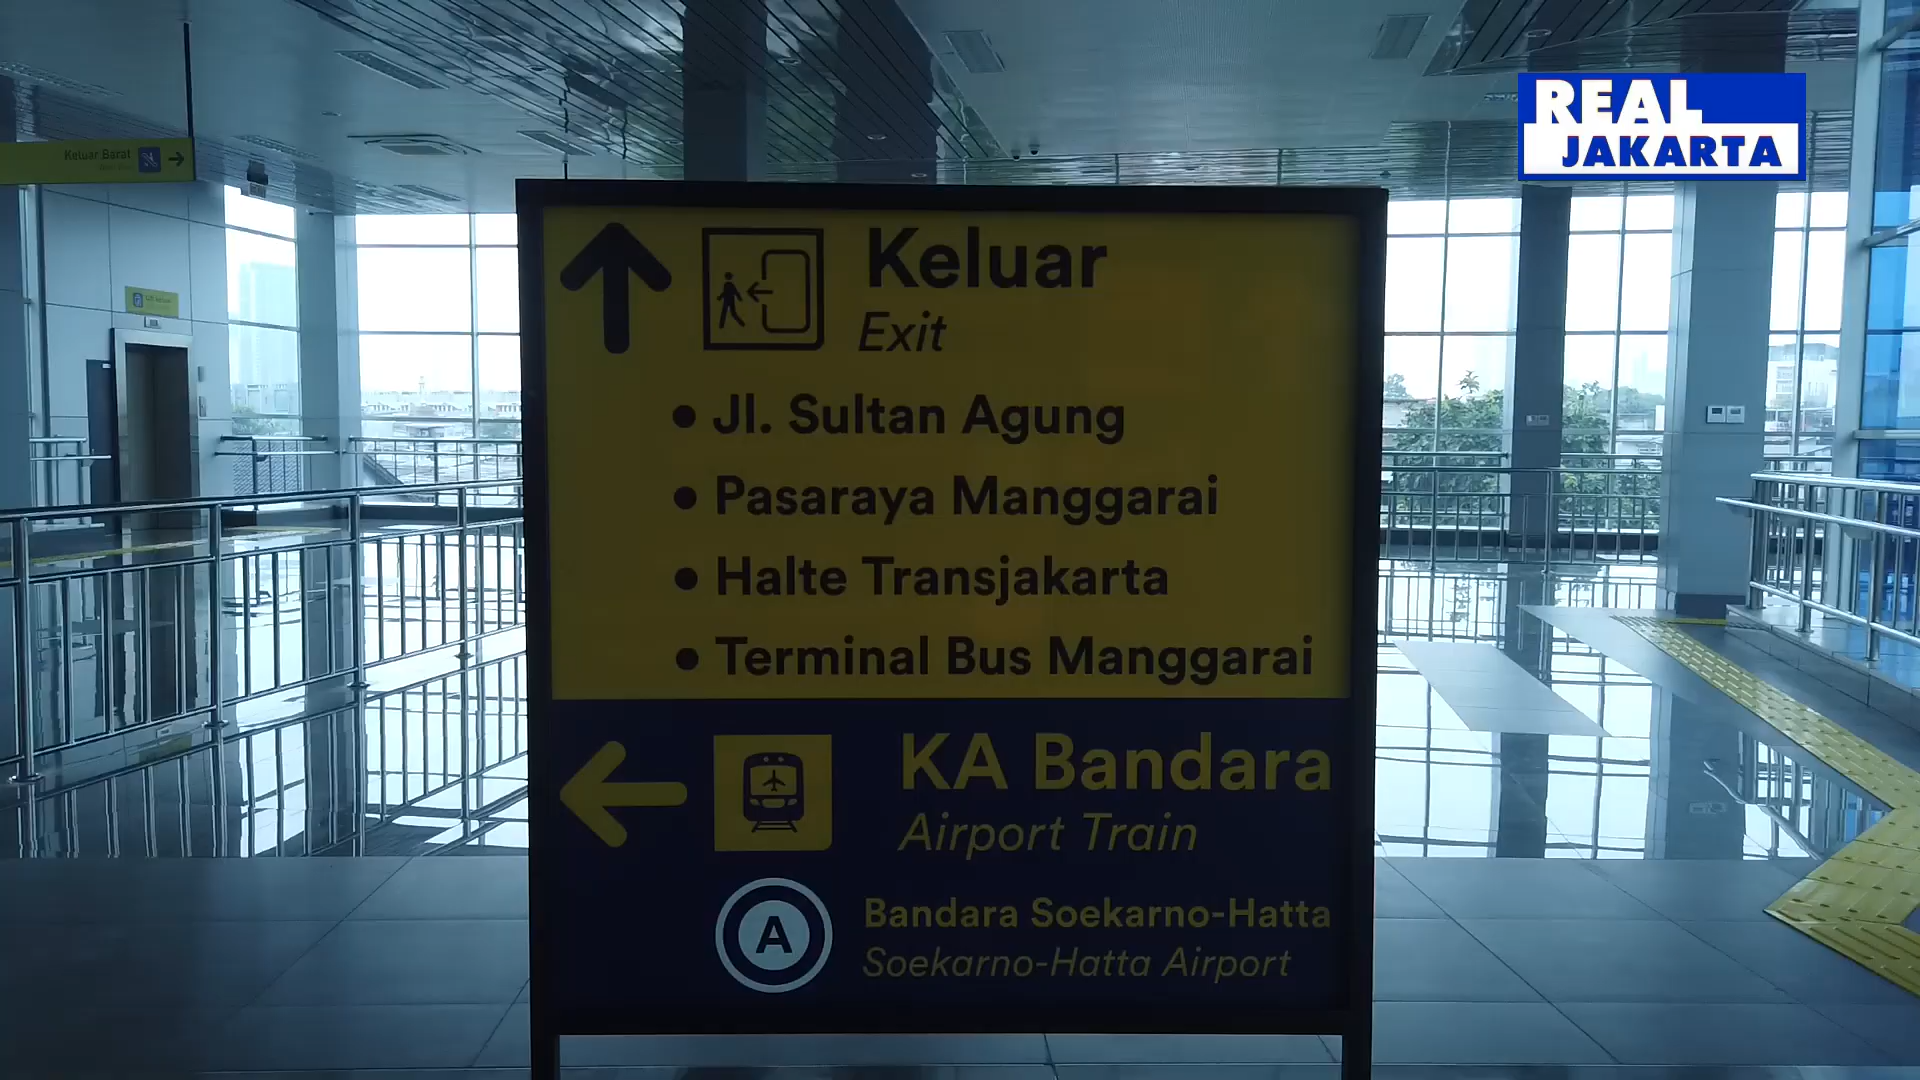 REAL
JAKARTA
Keluar Barat
Keluar
Exit
• Jl. Sultan Agung
• Pasaraya Manggarai
• Halte Transjakarta
• Terminal Bus Manggarai
KA Bandara
Airport Train
A
Bandara Soekarno-Hatta
Soekarno-Hatta Airport